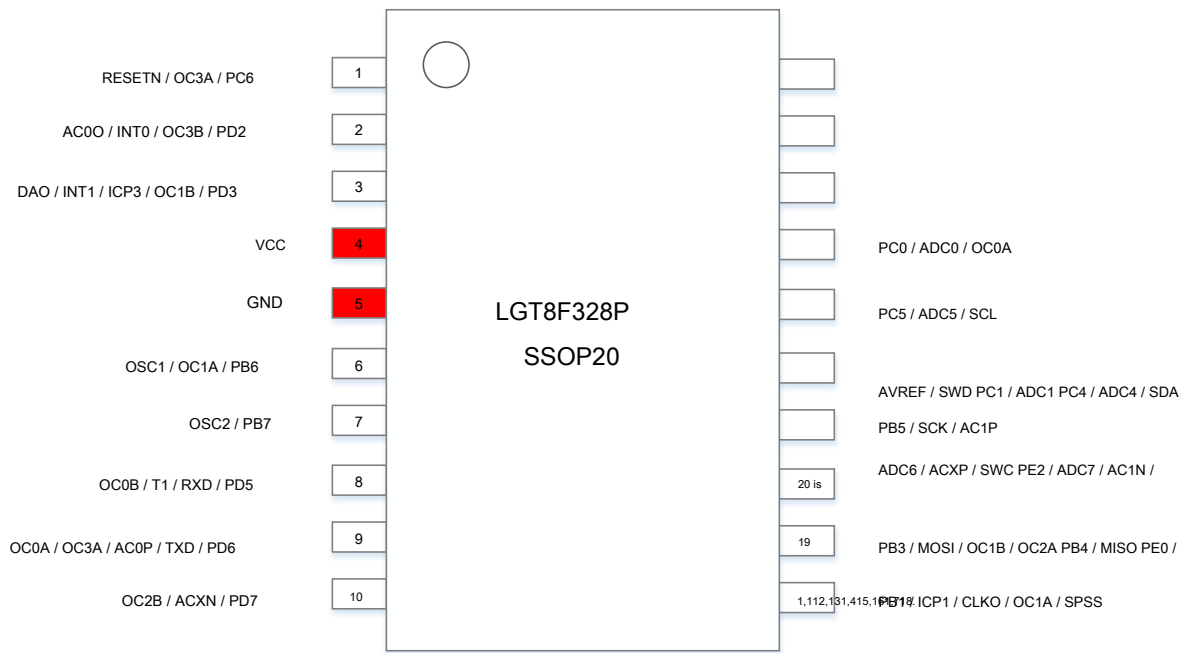 RESETN / OC3A / PC6
1
AC0O / INT0 / OC3B / PD2
2
DAO / INT1 / ICP3 / OC1B / PD3
3
VCC
4
PC0 / ADC0 / OC0A
GND
5
PC5 / ADC5 / SCL
LGT8F328P
SSOP20
OSC1 / OC1A / PB6
6
AVREF / SWD PC1 / ADC1 PC4 / ADC4 / SDA
OSC2 / PB7
7
PB5 / SCK / AC1P
ADC6 / ACXP / SWC PE2 / ADC7 / AC1N /
OC0B / T1 / RXD / PD5
8
20 is
OC0A / OC3A / AC0P / TXD / PD6
9
19
PB3 / MOSI / OC1B / OC2A PB4 / MISO PE0 /
OC2B / ACXN / PD7
10
1,112,131,415,
/ ICP1 / CLKO / OC1A / SPSS